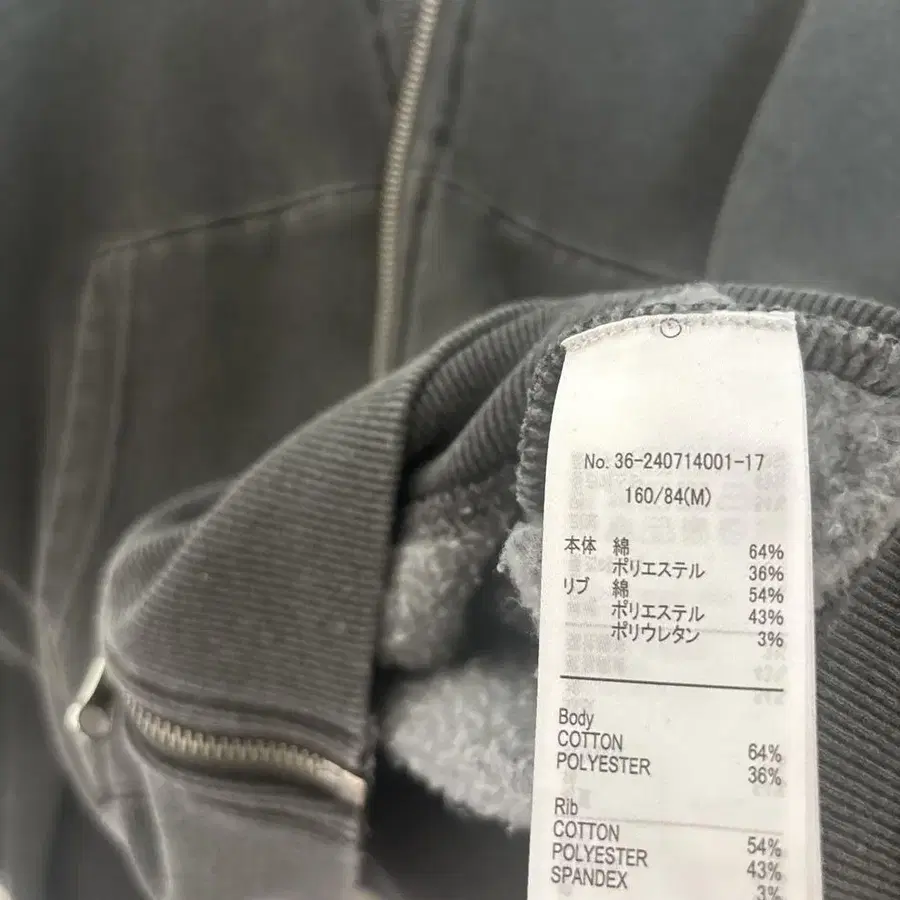 No. 36-240714001-17
160/84(M)
本体 綿 64%
ポリエステル 36%
リブ 綿 54%
ポリエステル 43%
ポリウレタン 3%
Body
COTTON 64%
POLYESTER 36%
Rib
COTTON 54%
POLYESTER 43%
SPANDEX 3%